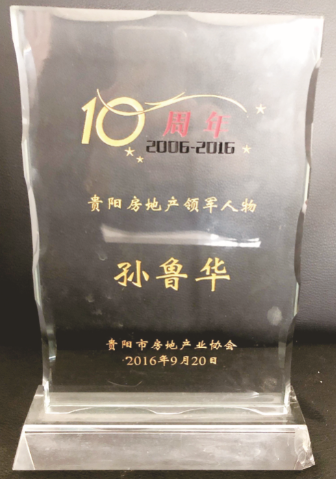 10周年
2006-2016
贵阳房地产领军人物
孙鲁华
贵阳市房地产业协会
2016年9月20日